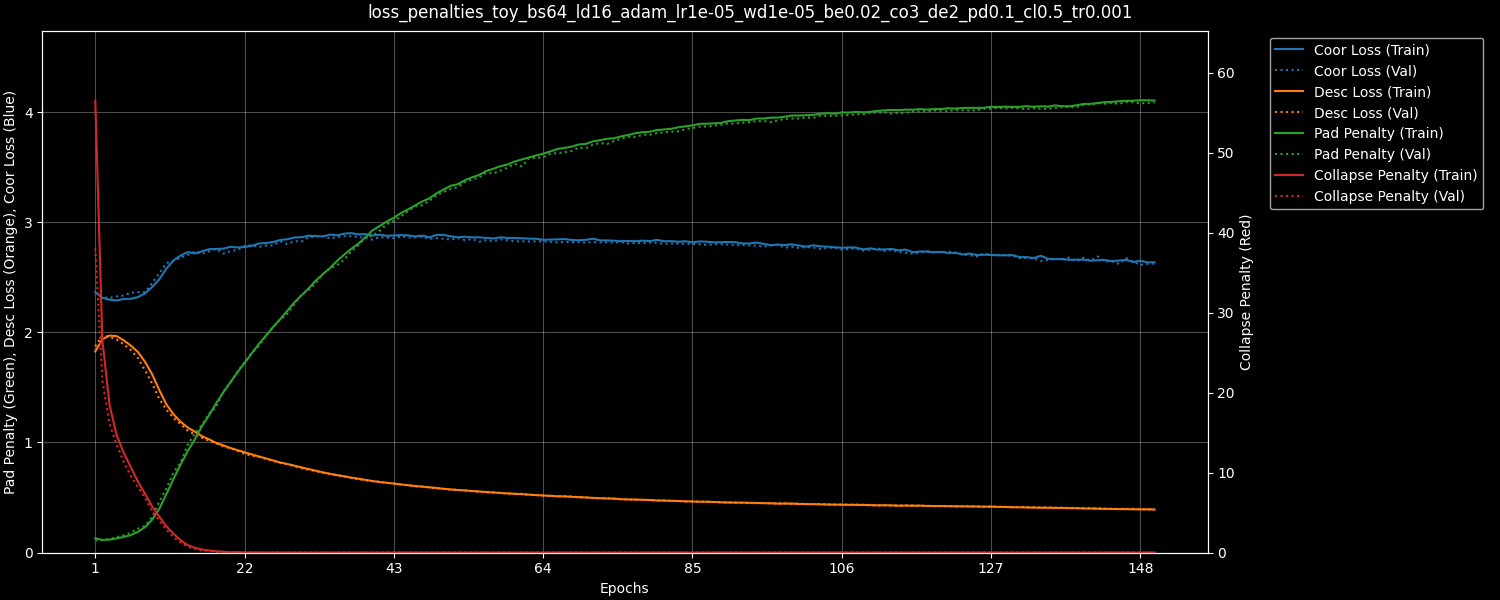 loss_penalties_toy_bs64_ld16_adam_lr1e-05_wd1e-05_be0.02_co3_de2_pd0.1_cl0.5_tr0.001
Pad Penalty (Green), Desc Loss (Orange), Coor Loss (Blue)
4
3
2
1
0
60
50
40
30
20
10
0
Collapse Penalty (Red)
1 22 43 64 85 106 127 148
Epochs
Coor Loss (Train)
Coor Loss (Val)
Desc Loss (Train)
Desc Loss (Val)
Pad Penalty (Train)
Pad Penalty (Val)
Collapse Penalty (Train)
Collapse Penalty (Val)